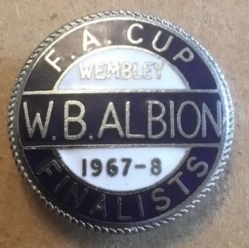 F.A. CUP
WEMBLEY
W.B. ALBION
1967-8
FINALISTS